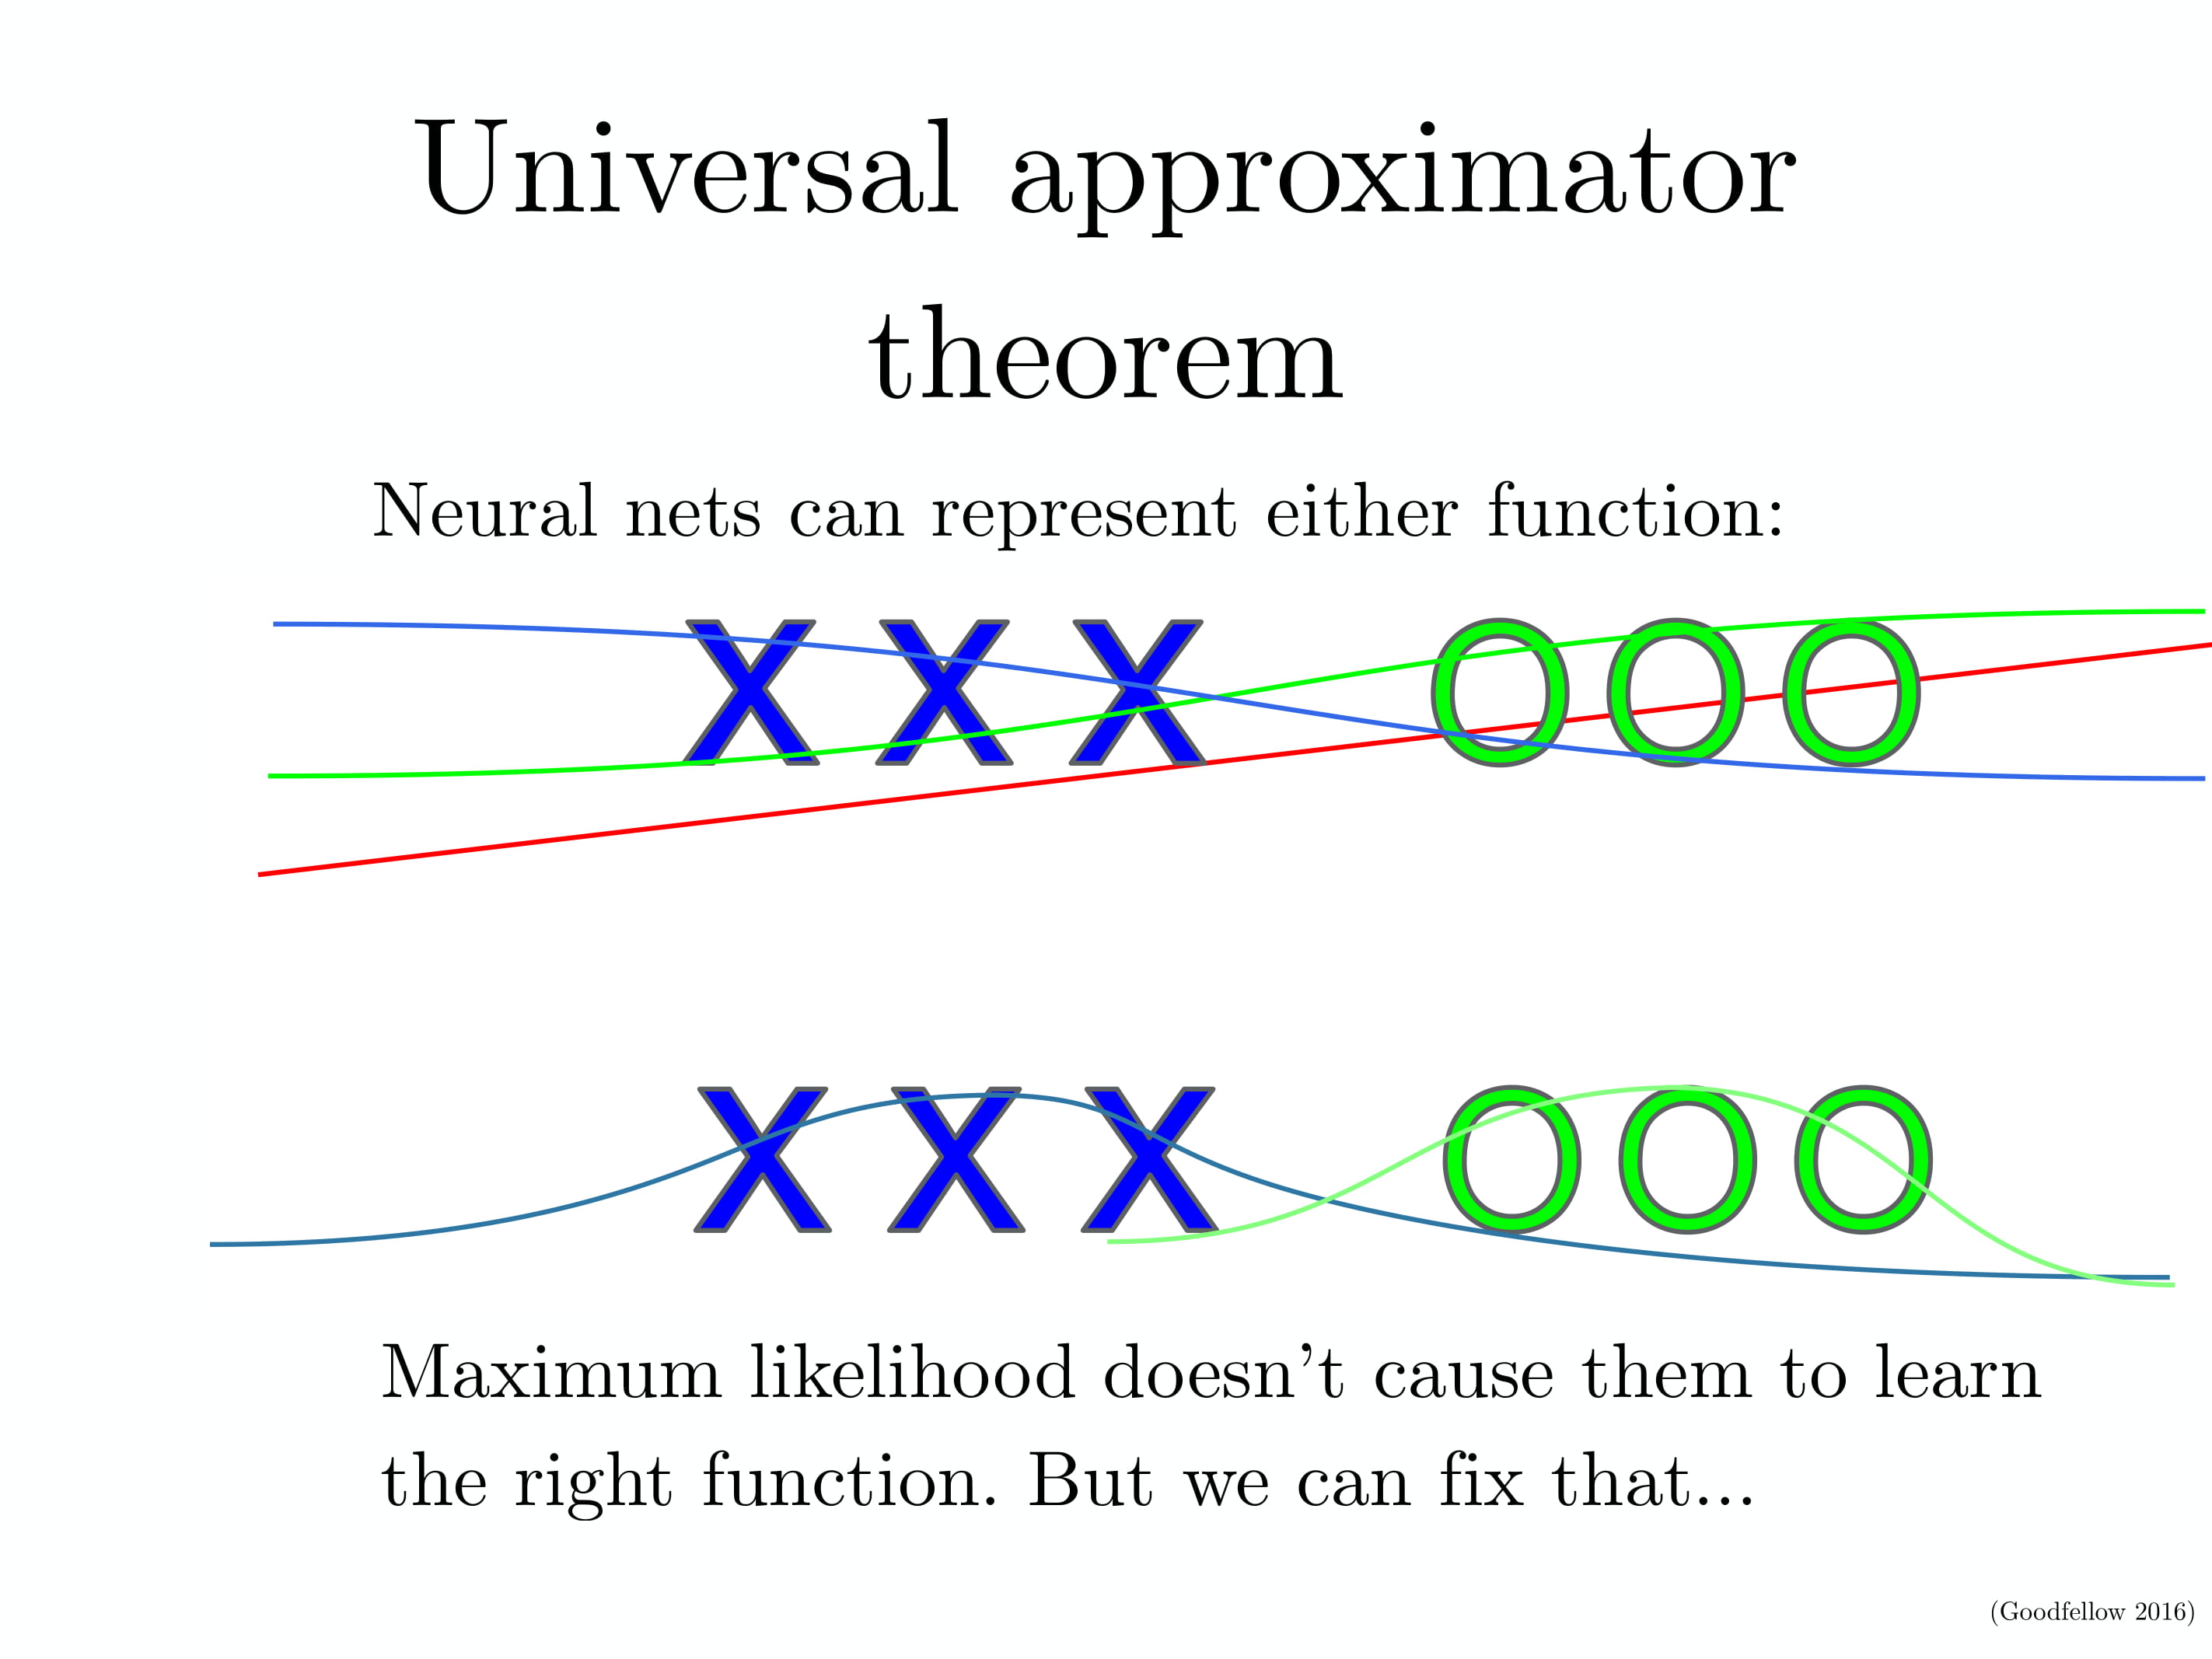 Universal approximator
theorem
Neural nets can represent either function:
X X X O O O
X X X O O O
Maximum likelihood doesn’t cause them to learn
the right function. But we can fix that...
(Goodfellow 2016)